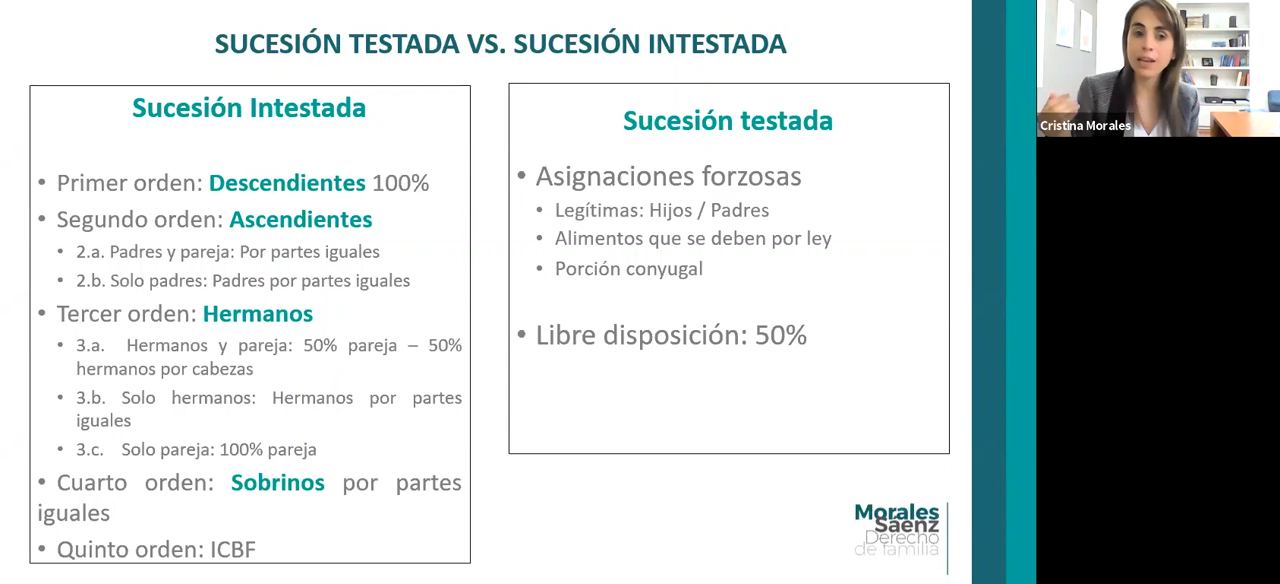 SUCESIÓN TESTADA VS. SUCESIÓN INTESTADA
Sucesión Intestada
• Primer orden: Descendientes 100%
• Segundo orden: Ascendientes
• 2.a. Padres y pareja: Por partes iguales
• 2.b. Solo padres: Padres por partes iguales
• Tercer orden: Hermanos
• 3.a. Hermanos y pareja: 50% pareja – 50%
hermanos por cabezas
• 3.b. Solo hermanos: Hermanos por partes
iguales
• 3.c. Solo pareja: 100% pareja
• Cuarto orden: Sobrinos por partes
iguales
• Quinto orden: ICBF
Sucesión testada
• Asignaciones forzosas
• Legítimas: Hijos / Padres
• Alimentos que se deben por ley
• Porción conyugal
• Libre disposición: 50%
Morales
Sáenz
Derecho
de familia
Cristina Morales